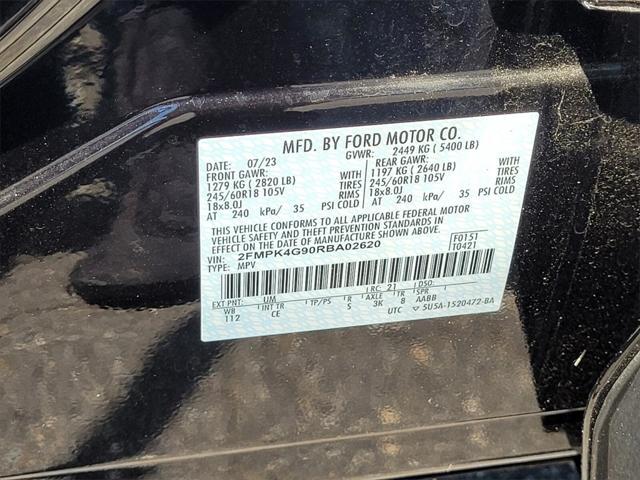 MFD. BY FORD MOTOR CO.
DATE: 07/23 GVWR: 2449 KG ( 5400 LB)
FRONT GAWR: WITH REAR GAWR: WITH
1279 KG ( 2820 LB) TIRES 1197 KG ( 2640 LB) TIRES
245/60R18 105V RIMS 245/60R18 105V RIMS
18x8.0J PSI COLD 18x8.0J PSI COLD
AT 240 kPa/ 35 AT 240 kPa/ 35
THIS VEHICLE CONFORMS TO ALL APPLICABLE FEDERAL MOTOR
VEHICLE SAFETY AND THEFT PREVENTION STANDARDS IN
EFFECT ON THE DATE OF MANUFACTURE SHOWN ABOVE.
VIN: 2FMPK4G90RBA02620 F0151
TYPE: MPV T0421
EXT PNT: UM RC: 21 DSO:
WB INT TR TP/PS R AXLE TR SPR
112 CE 5 3K 8 AABB
UTC 5U5A-1520472-BA